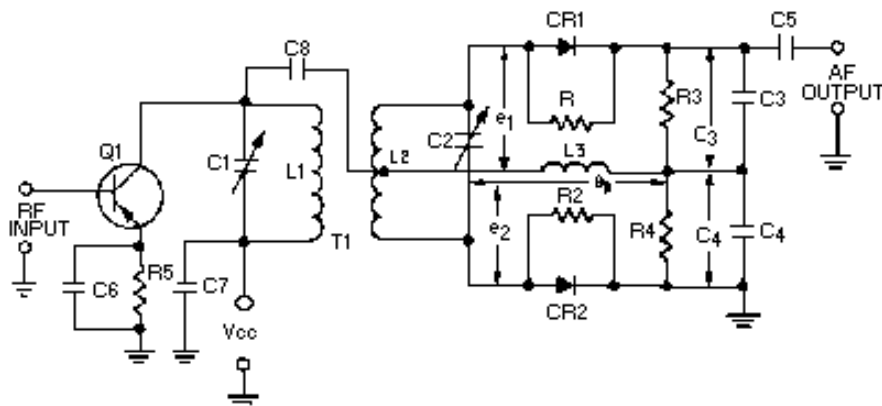 CR1
C5
C8
R
AF
OUTPUT
R3
C3
C3
e1
C2
Q1
C1
L1
L2
L3
RF
INPUT
R2
e2
R4
C4
C4
T1
R5
C6
C7
CR2
Vcc